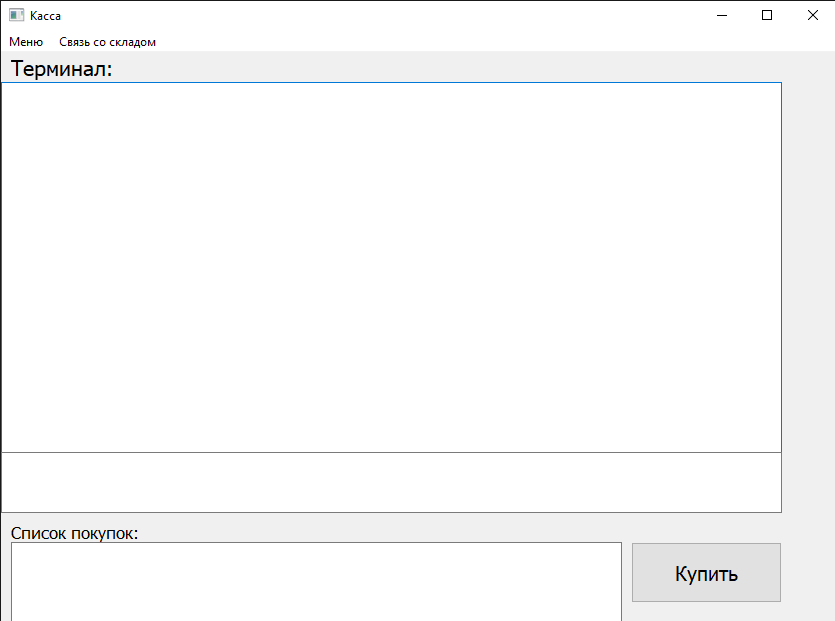 Касса
Меню Связь со складом
Терминал:
Список покупок:
Купить